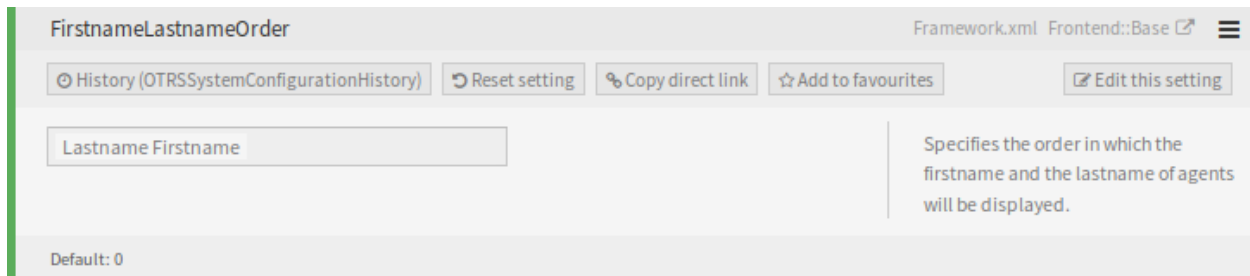 FirstnameLastnameOrder
Framework.xml Frontend::Base
History (OTRSSystemConfigurationHistory)
Reset setting
Copy direct link
Add to favourites
Edit this setting
Lastname Firstname
Specifies the order in which the
firstname and the lastname of agents
will be displayed.
Default: 0